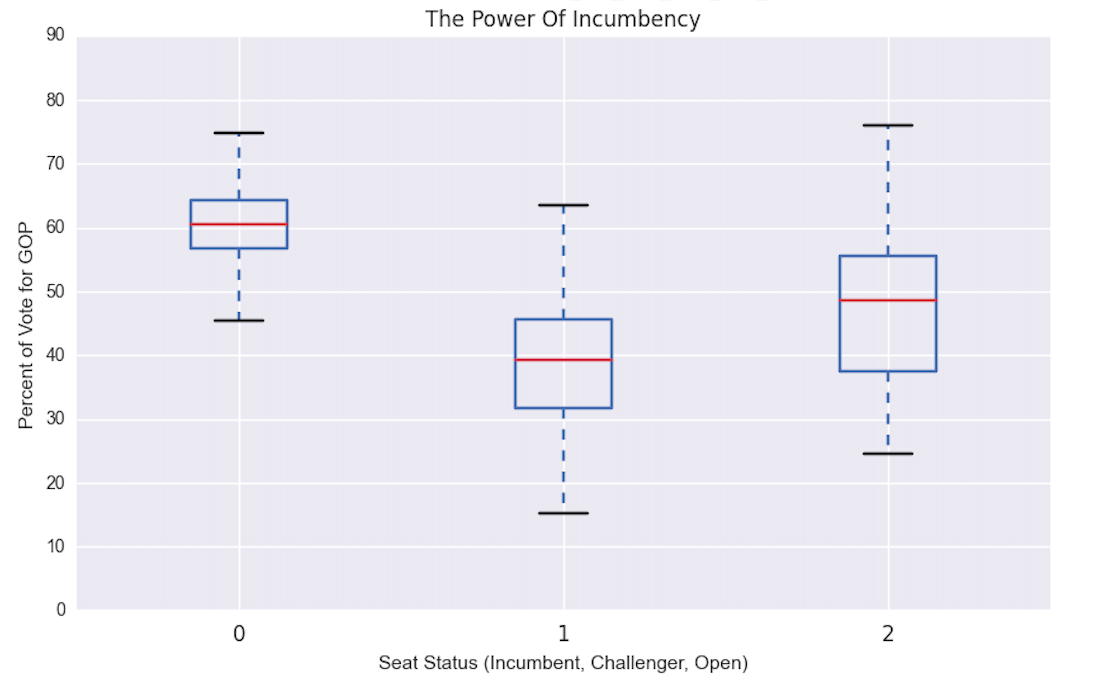 The Power Of Incumbency
90
80
70
60
50
40
30
20
10
0
Percent of Vote for GOP
0 1 2
Seat Status (Incumbent, Challenger, Open)